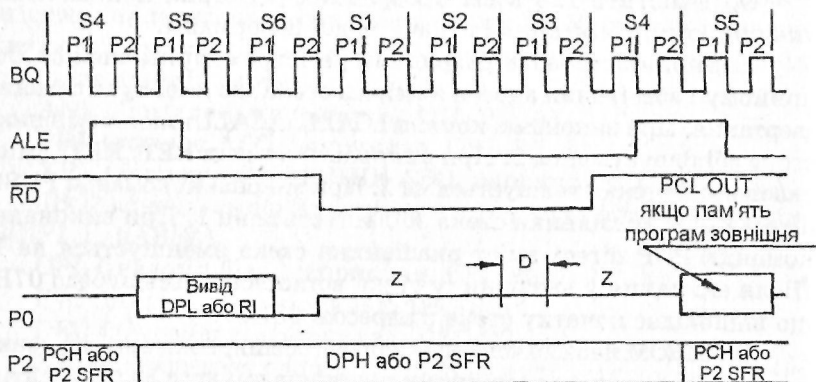 S4 S5 S6 S1 S2 S3 S4 S5
P1 P2 P1 P2 P1 P2 P1 P2 P1 P2 P1 P2 P1 P2 P1 P2
BQ
ALE
RD
PCL OUT
якщо пам'ять
програм зовнішня
Вивід
DPL або RI
Z
D
Z
P0
P2
PCH або
P2 SFR
DPH або P2 SFR
PCH або
P2 SFR